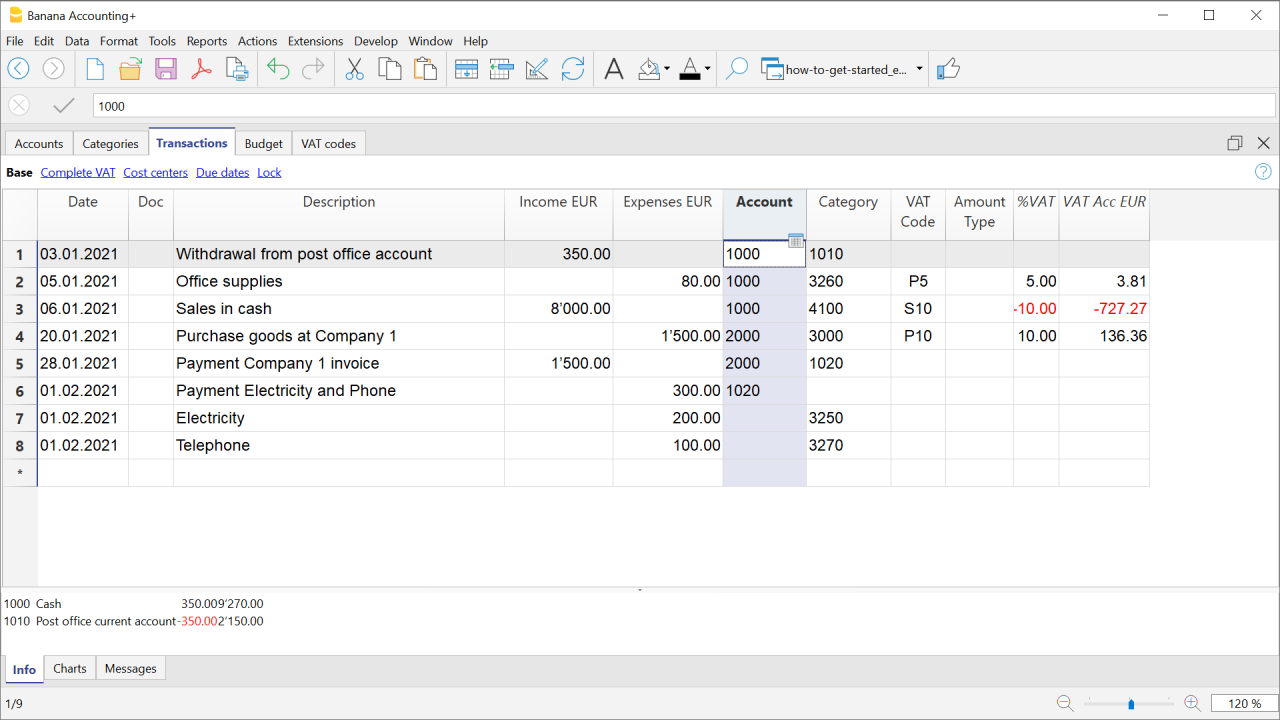 Banana Accounting+
File Edit Data Format Tools Reports Actions Extensions Develop Window Help
how-to-get-started_e...
1000
Accounts Categories Transactions Budget VAT codes
Base Complete VAT Cost centers Due dates Lock
Date Doc Description Income EUR Expenses EUR Account Category VAT Code Amount Type %VAT VAT Acc EUR
1 03.01.2021 Withdrawal from post office account 350.00 1000 1010
2 05.01.2021 Office supplies 80.00 1000 3260 P5 5.00 3.81
3 06.01.2021 Sales in cash 8’000.00 1000 4100 S10 -10.00 -727.27
4 20.01.2021 Purchase goods at Company 1 1’500.00 2000 3000 P10 10.00 136.36
5 28.01.2021 Payment Company 1 invoice 1’500.00 2000 1020
6 01.02.2021 Payment Electricity and Phone 300.00 1020
7 01.02.2021 Electricity 200.00 3250
8 01.02.2021 Telephone 100.00 3270
*
1000 Cash 350.009’270.00
1010 Post office current account-350.002’150.00
Info Charts Messages
1/9 120 %